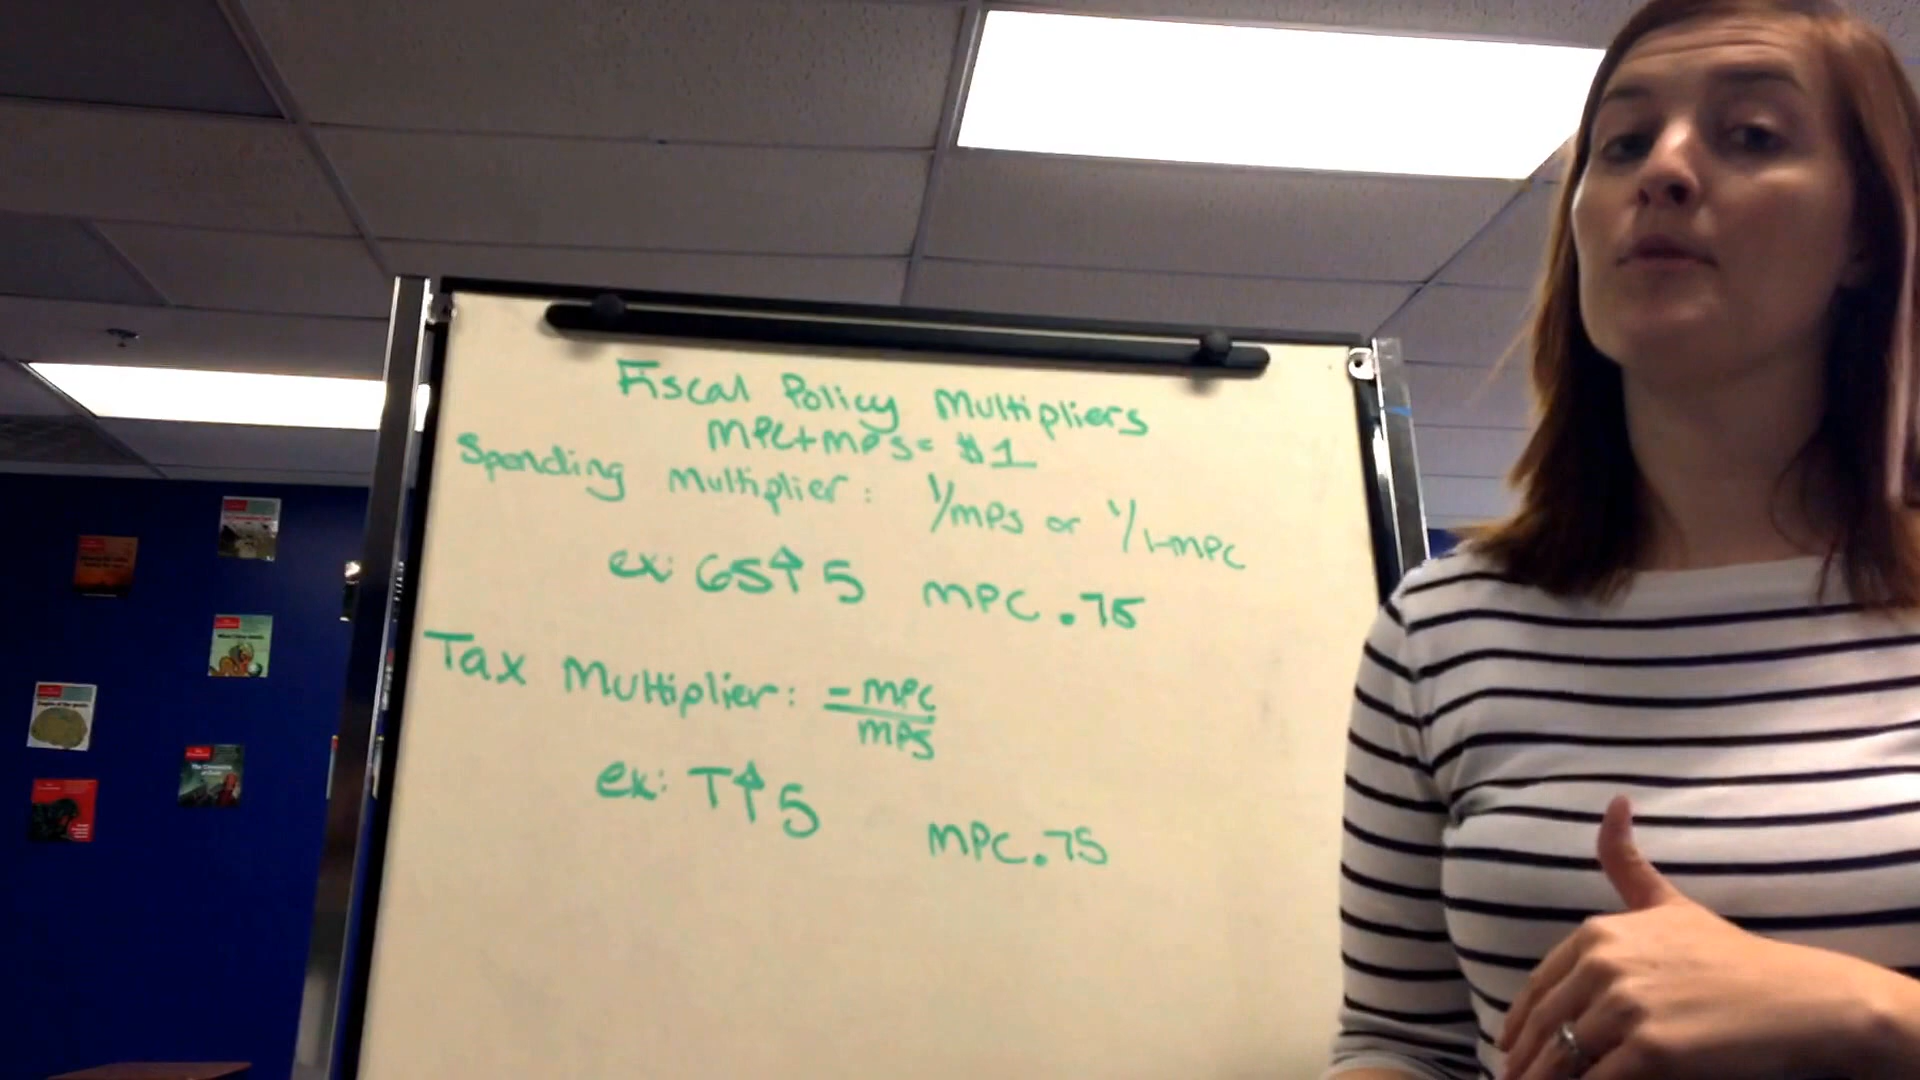 Fiscal Policy Multipliers
MPC+MPS= $1
Spending Multiplier: 1/MPS or 1/1-MPC
ex: GS↑ 5 MPC .75
Tax Multiplier: -MPC
MPS
ex: T↑ 5 MPC .75